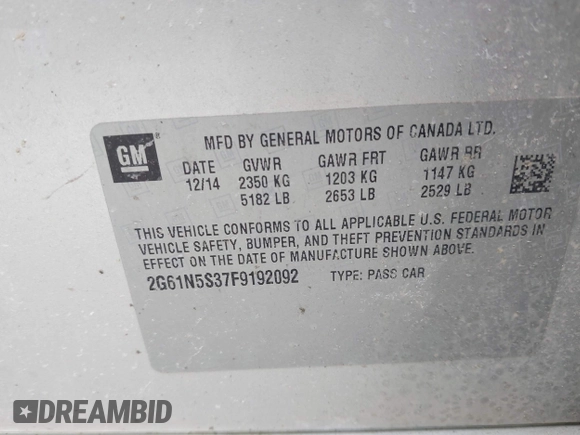 GM ®
MFD BY GENERAL MOTORS OF CANADA LTD.
DATE GVWR GAWR FRT GAWR RR
12/14 2350 KG 1203 KG 1147 KG
5182 LB 2653 LB 2529 LB
THIS VEHICLE CONFORMS TO ALL APPLICABLE U.S. FEDERAL MOTOR
VEHICLE SAFETY, BUMPER, AND THEFT PREVENTION STANDARDS IN
EFFECT ON THE DATE OF MANUFACTURE SHOWN ABOVE.
2G61N5S37F9192092 TYPE: PASS CAR
DREAMBID